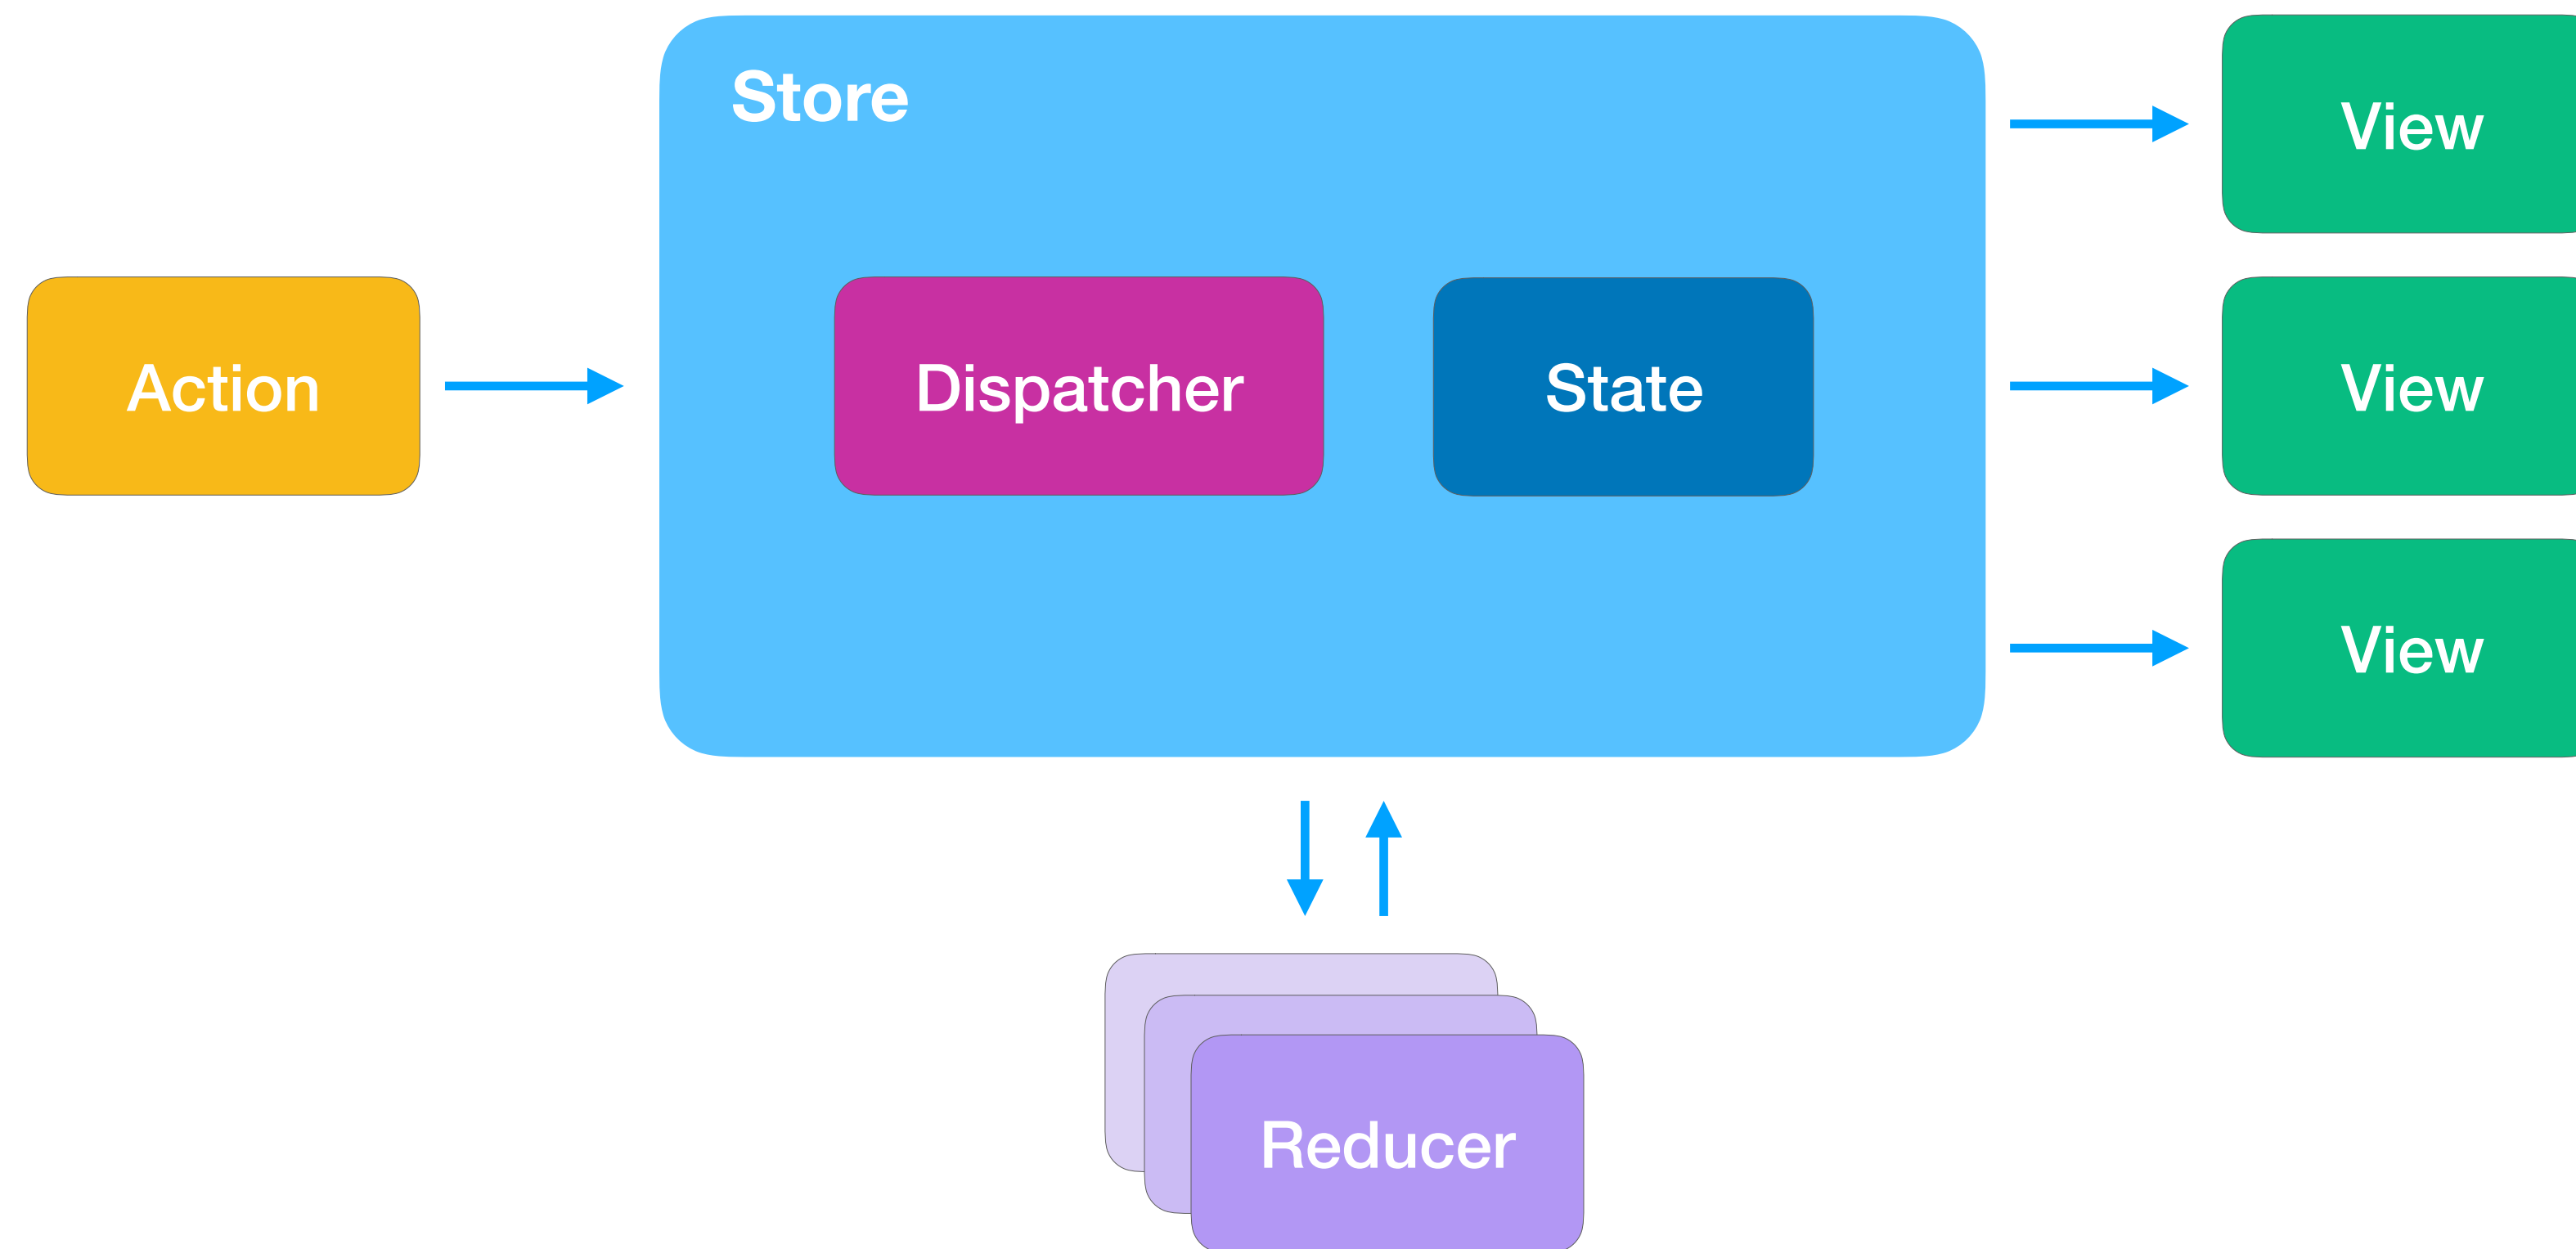 Store
View
Action
Dispatcher
State
View
View
Reducer